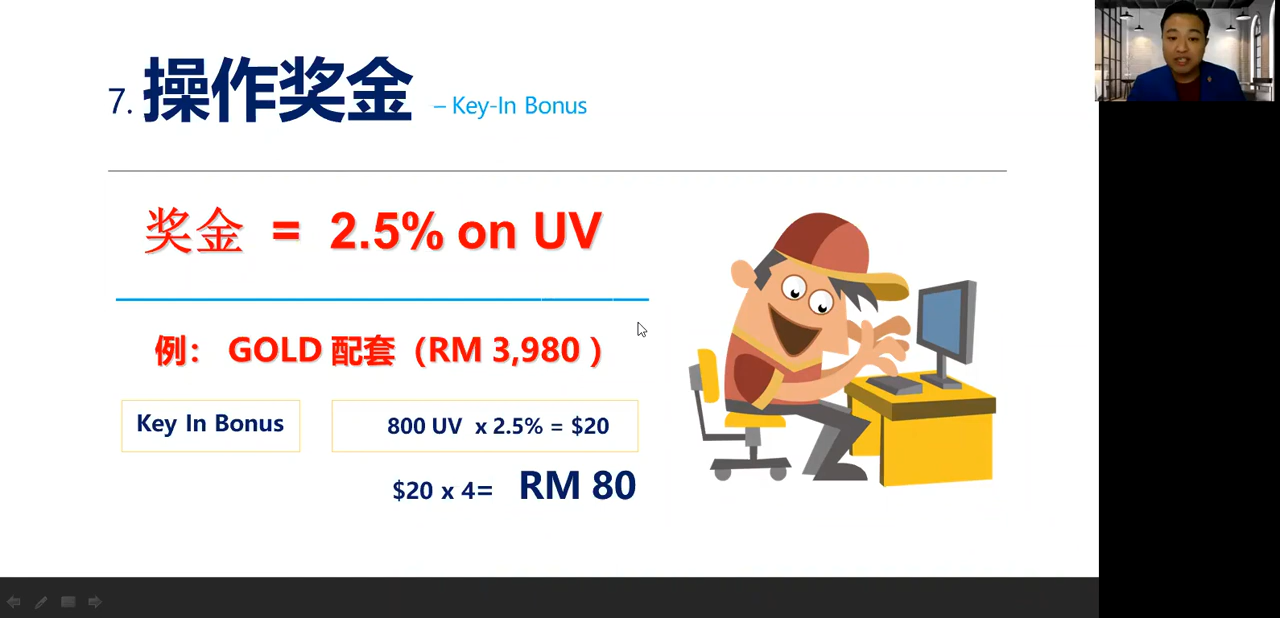 7. 操作奖金 – Key-In Bonus
奖金 = 2.5% on UV
例： GOLD 配套（RM 3,980 ）
Key In Bonus
800 UV x 2.5% = $20
$20 x 4= RM 80